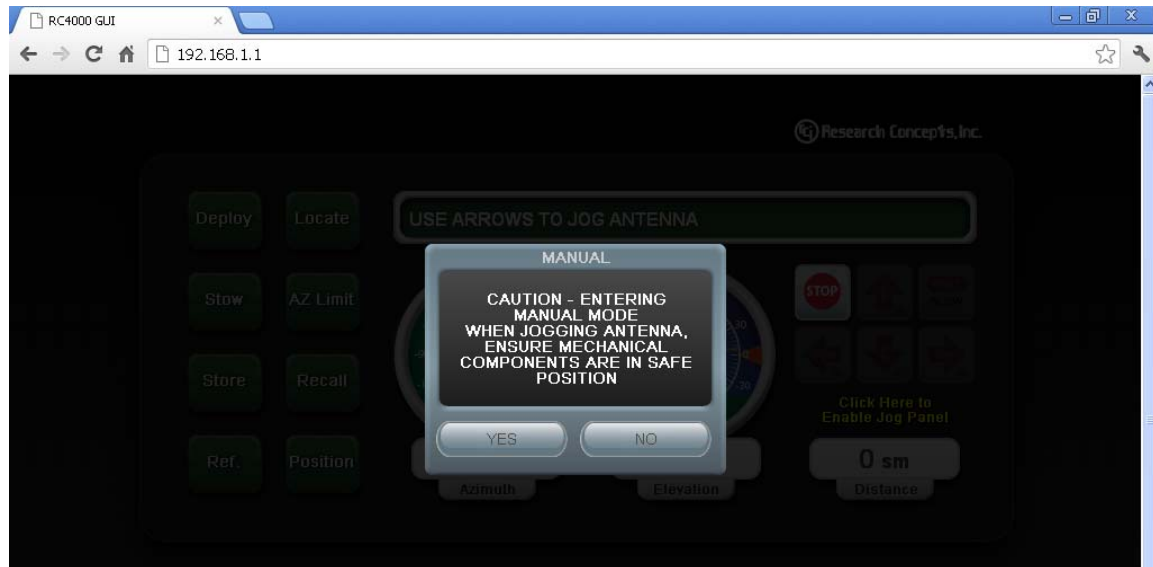 RC4000 GUI
192.168.1.1
Research Concepts, Inc.
Deploy
Locate
USE ARROWS TO JOG ANTENNA
MANUAL
CAUTION - ENTERING
MANUAL MODE
WHEN JOGGING ANTENNA,
ENSURE MECHANICAL
COMPONENTS ARE IN SAFE
POSITION
YES
NO
Stow
AZ Limit
STOP
Store
Recall
Click Here to
Enable Jog Panel
Ref.
Position
Azimuth
Elevation
0 sm
Distance